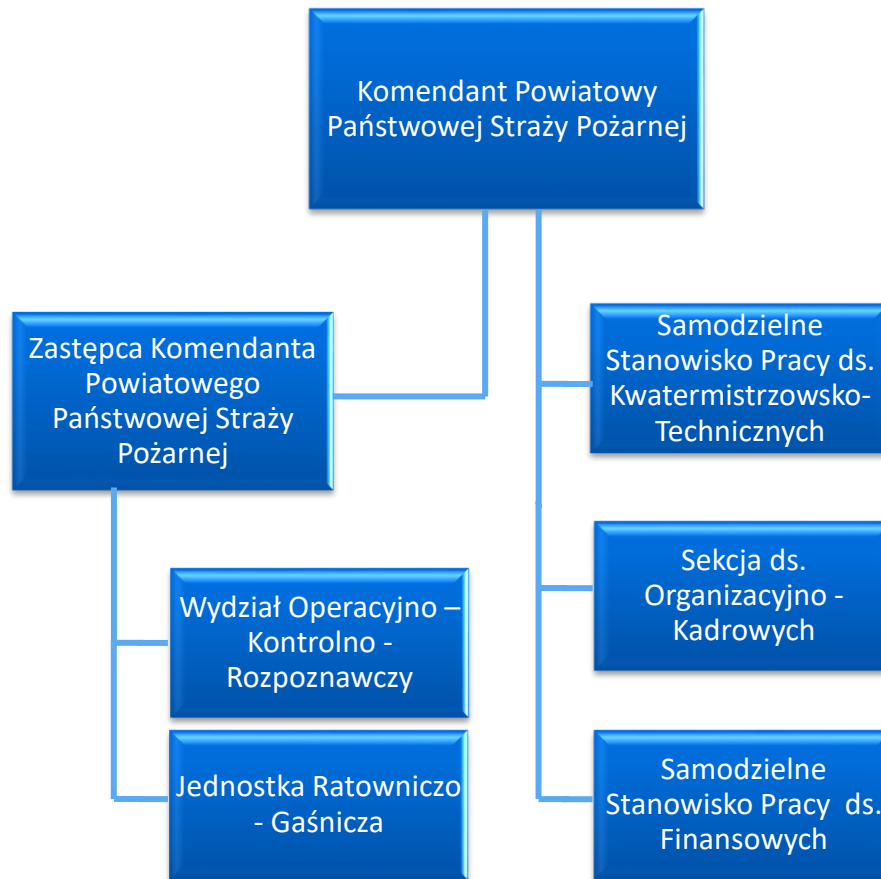 Komendant Powiatowy
Państwowej Straży Pożarnej
Zastępca Komendanta
Powiatowego
Państwowej Straży
Pożarnej
Wydział Operacyjno –
Kontrolno -
Rozpoznawczy
Jednostka Ratowniczo
- Gaśnicza
Samodzielne
Stanowisko Pracy ds.
Kwatermistrzowsko-
Technicznych
Sekcja ds.
Organizacyjno -
Kadrowych
Samodzielne
Stanowisko Pracy  ds.
Finansowych